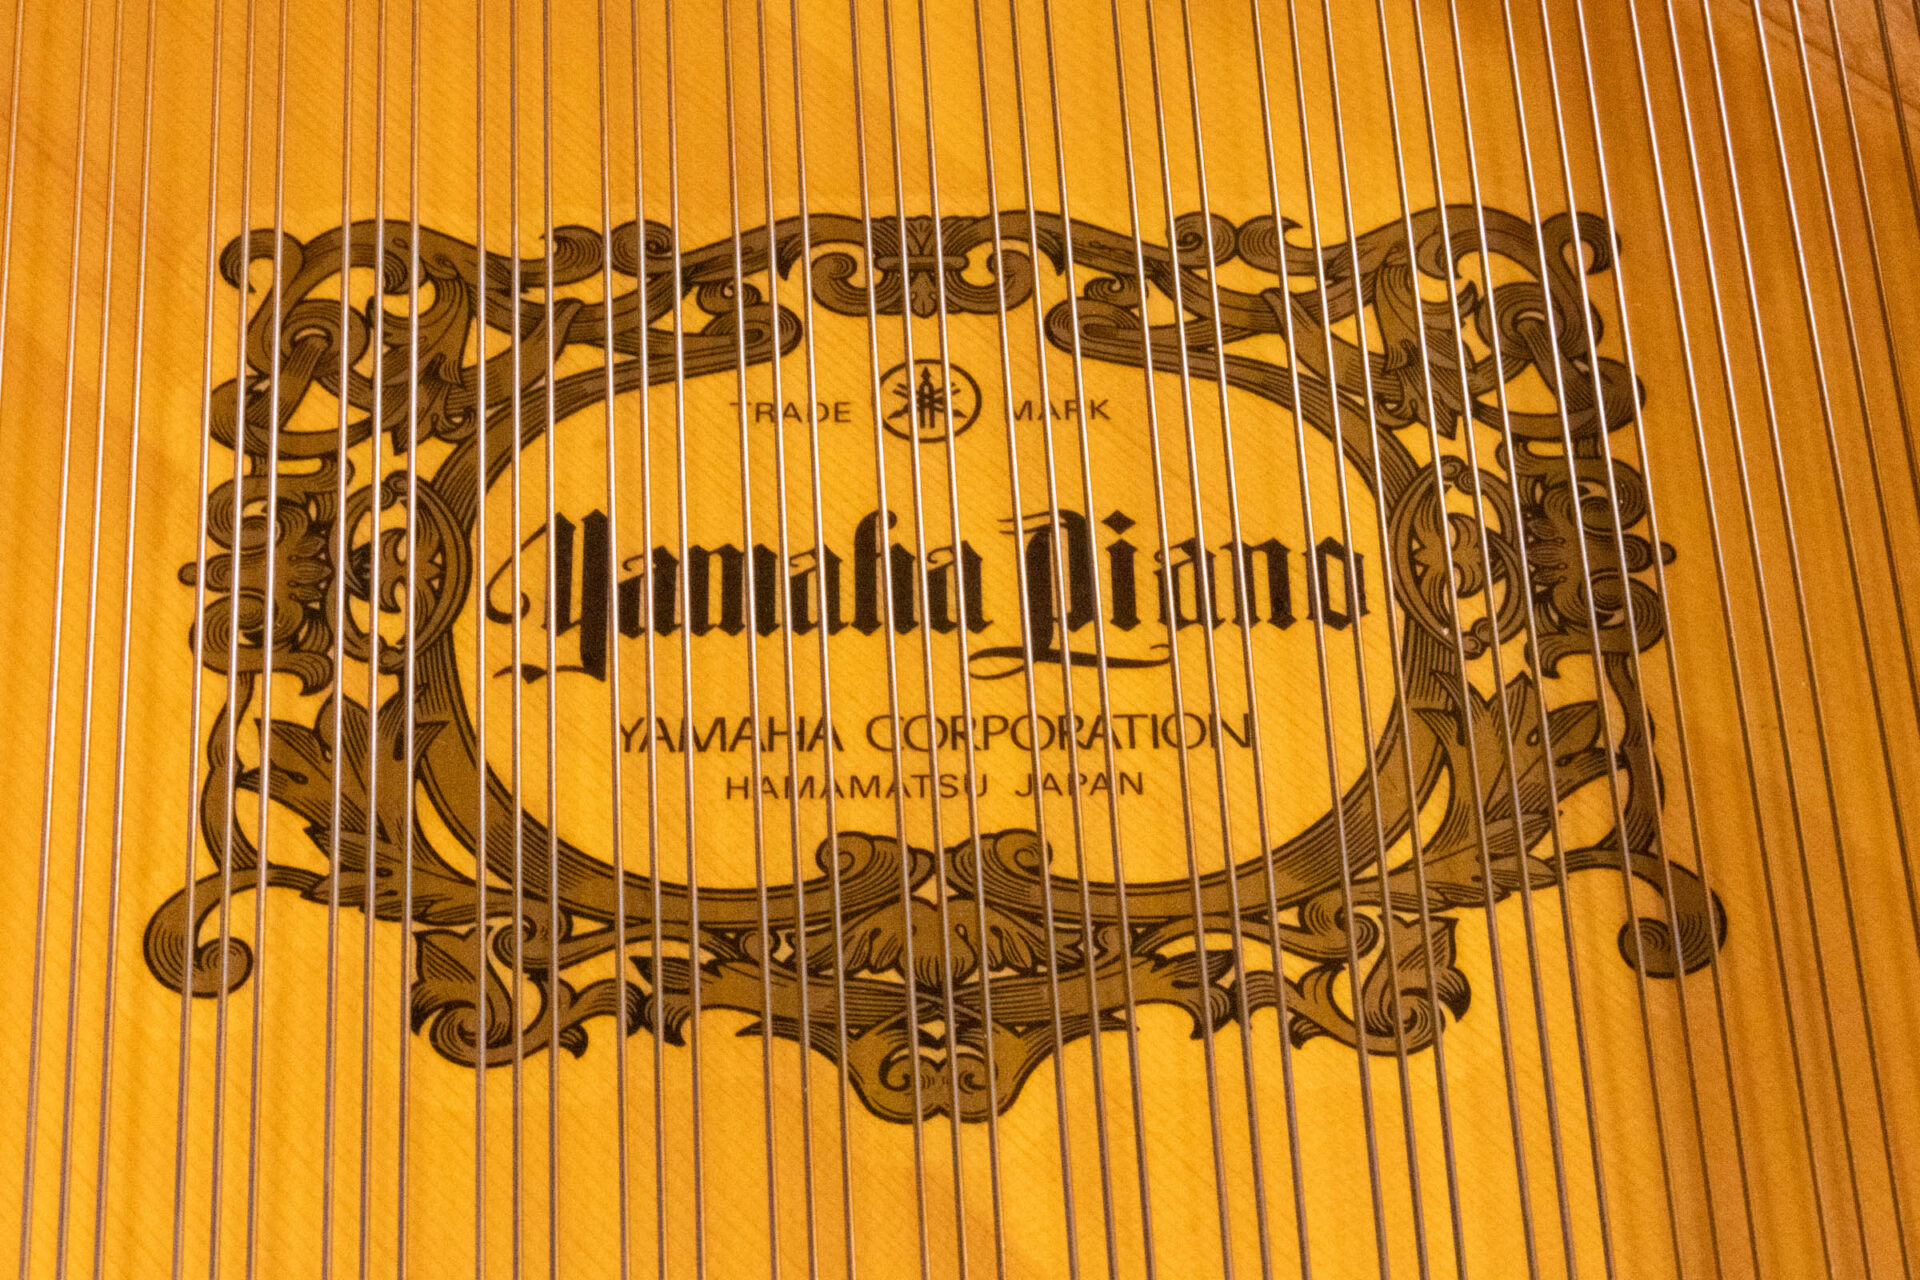 TRADE MARK
Yamaha Piano
YAMAHA CORPORATION
HAMAMATSU JAPAN